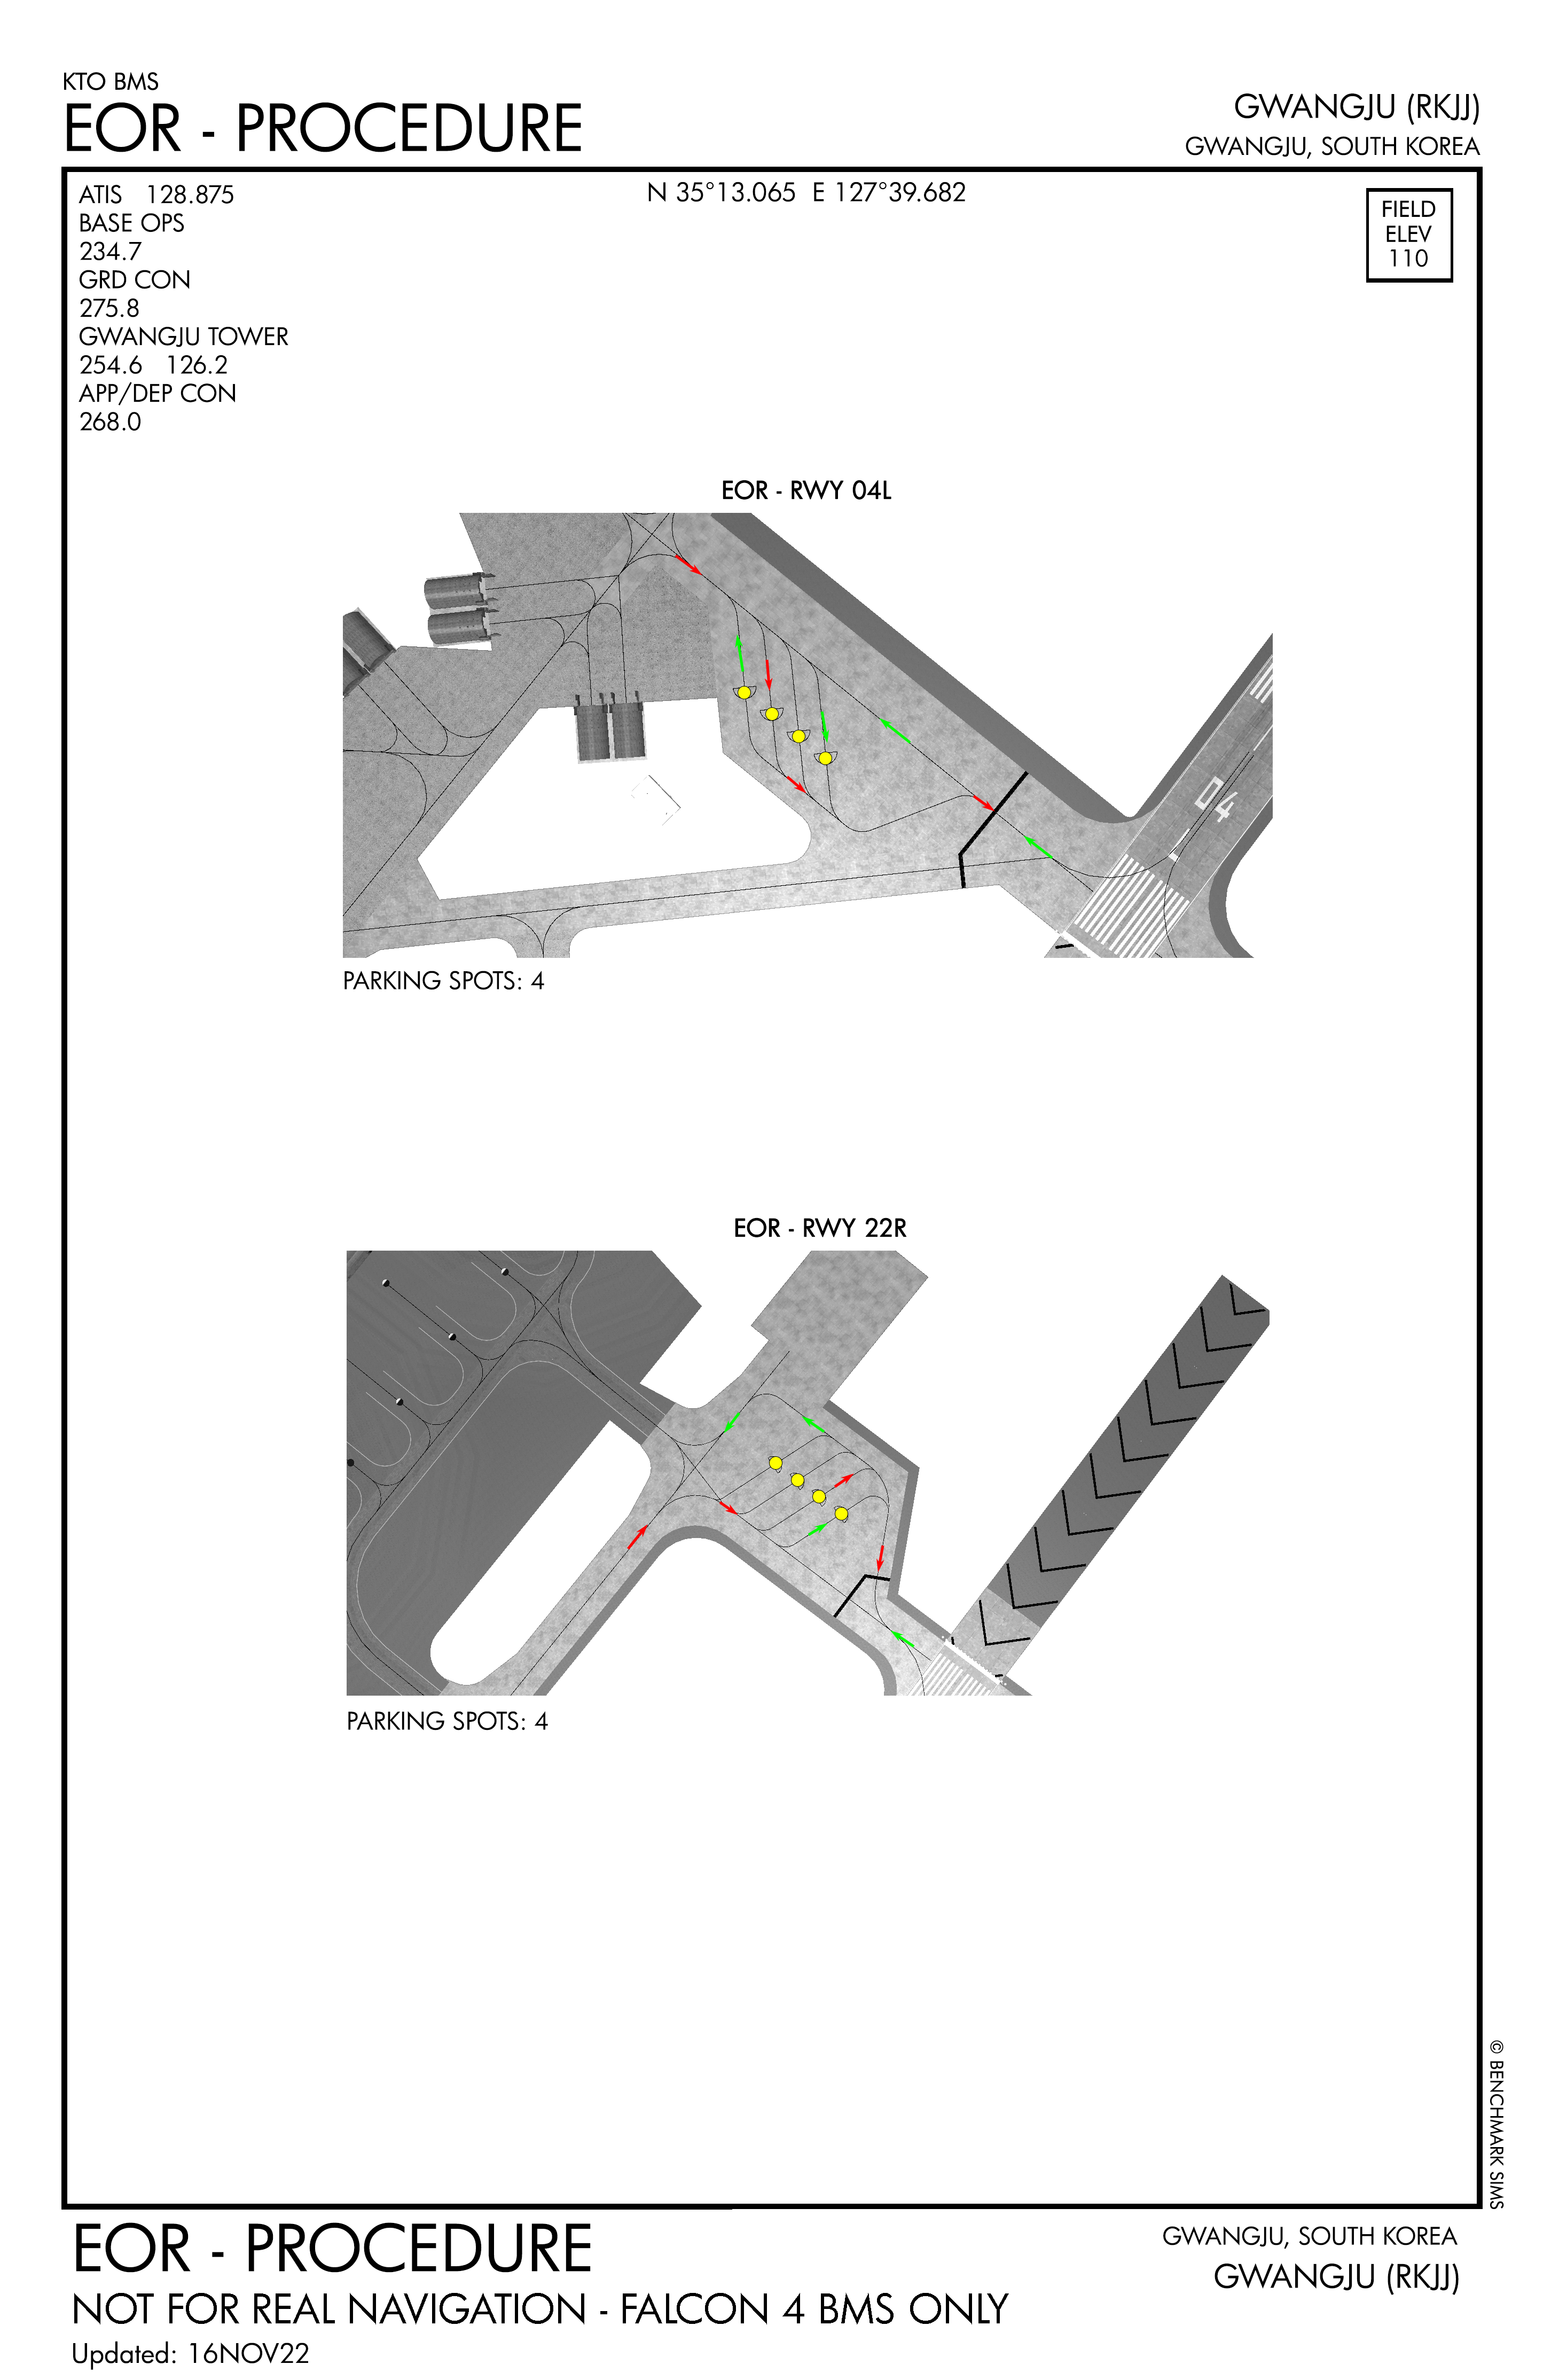 KTO BMS
EOR - PROCEDURE
GWANGJU (RKJJ)
GWANGJU, SOUTH KOREA
ATIS 128.875
BASE OPS
234.7
GRD CON
275.8
GWANGJU TOWER
254.6 126.2
APP/DEP CON
268.0
N 35°13.065 E 127°39.682
FIELD
ELEV
110
EOR - RWY 04L
04
PARKING SPOTS: 4
EOR - RWY 22R
PARKING SPOTS: 4
© BENCHMARK SIMS
EOR - PROCEDURE
NOT FOR REAL NAVIGATION - FALCON 4 BMS ONLY
Updated: 16NOV22
GWANGJU, SOUTH KOREA
GWANGJU (RKJJ)